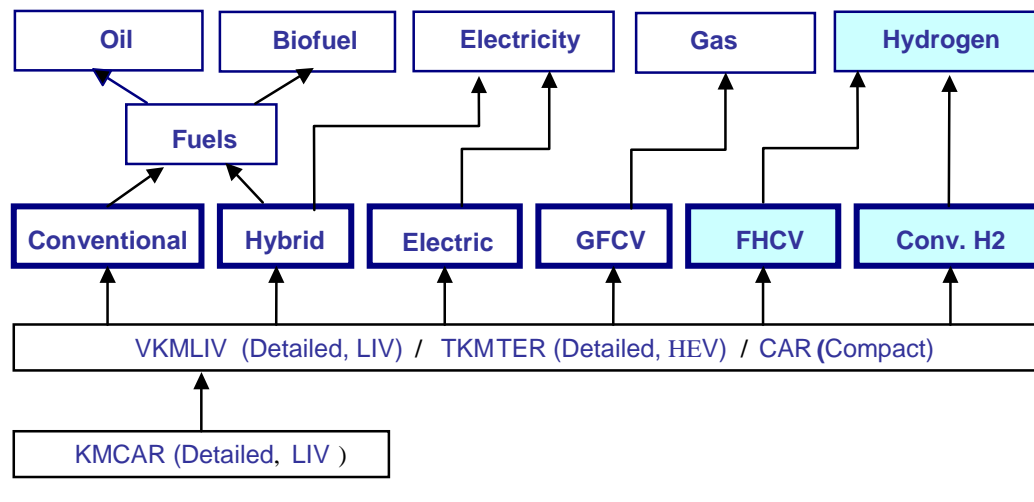 Oil Biofuel Electricity Gas Hydrogen
Fuels
Conventional Hybrid Electric GFCV FHCV Conv. H2
VKMLIV (Detailed, LIV) / TKMTER (Detailed, HEV) / CAR (Compact)
KMCAR (Detailed, LIV )